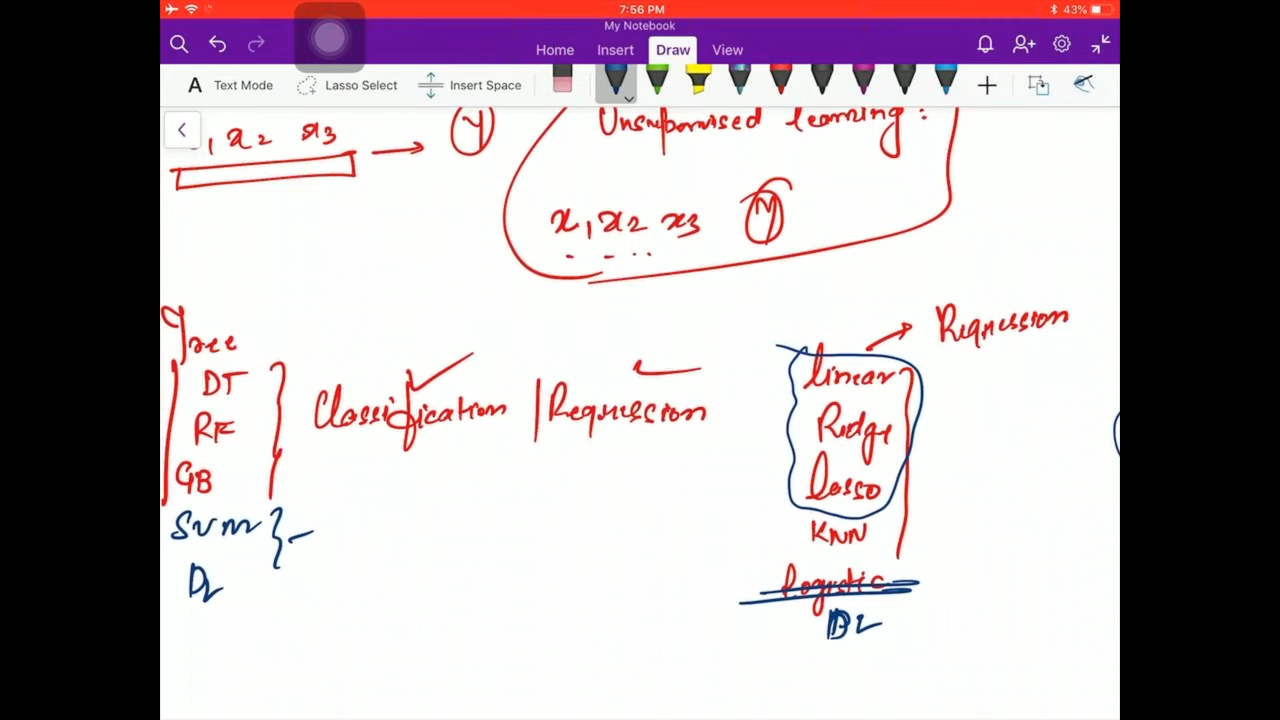 7:56 PM
43%
My Notebook
Home Insert Draw View
A Text Mode Lasso Select Insert Space
Unsupervised learning:
1 x2 x3 → Y
x1 x2 x3 Y
Tree
DT
RF
GB
SVM
DL
Classification | Regression
linear → Regression
Ridge
lasso
KNN
Logistic
DL